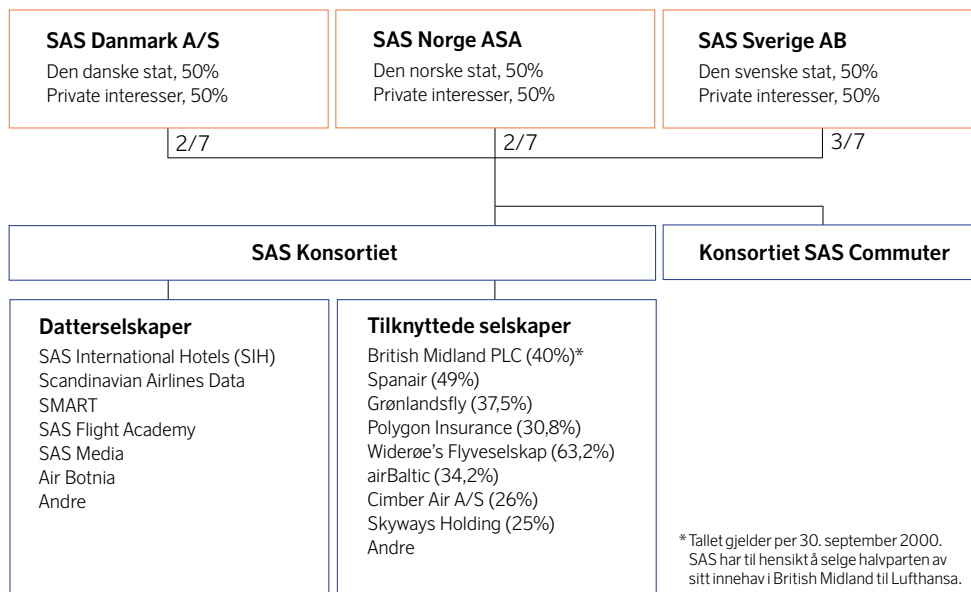 SAS Danmark A/S
Den danske stat, 50%
Private interesser, 50%
SAS Norge ASA
Den norske stat, 50%
Private interesser, 50%
SAS Sverige AB
Den svenske stat, 50%
Private interesser, 50%
2/7
2/7
3/7
SAS Konsortiet
Konsortiet SAS Commuter
Datterselskaper
SAS International Hotels (SIH)
Scandinavian Airlines Data
SMART
SAS Flight Academy
SAS Media
Air Botnia
Andre
Tilknyttede selskaper
British Midland PLC (40%)*
Spanair (49%)
Grønlandsfly (37,5%)
Polygon Insurance (30,8%)
Widerøe's Flyveselskap (63,2%)
airBaltic (34,2%)
Cimber Air A/S (26%)
Skyways Holding (25%)
Andre
* Tallet gjelder per 30. september 2000.
SAS har til hensikt å selge halvparten av
sitt innehav i British Midland til Lufthansa.